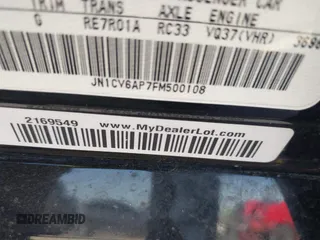 TRIM TRANS AXLE ENGINE
G RE7R01A RC33 VQ37(VHR)
JN1CV6AP7FM500108
2169549 www.MyDealerLot.com
DREAMBID